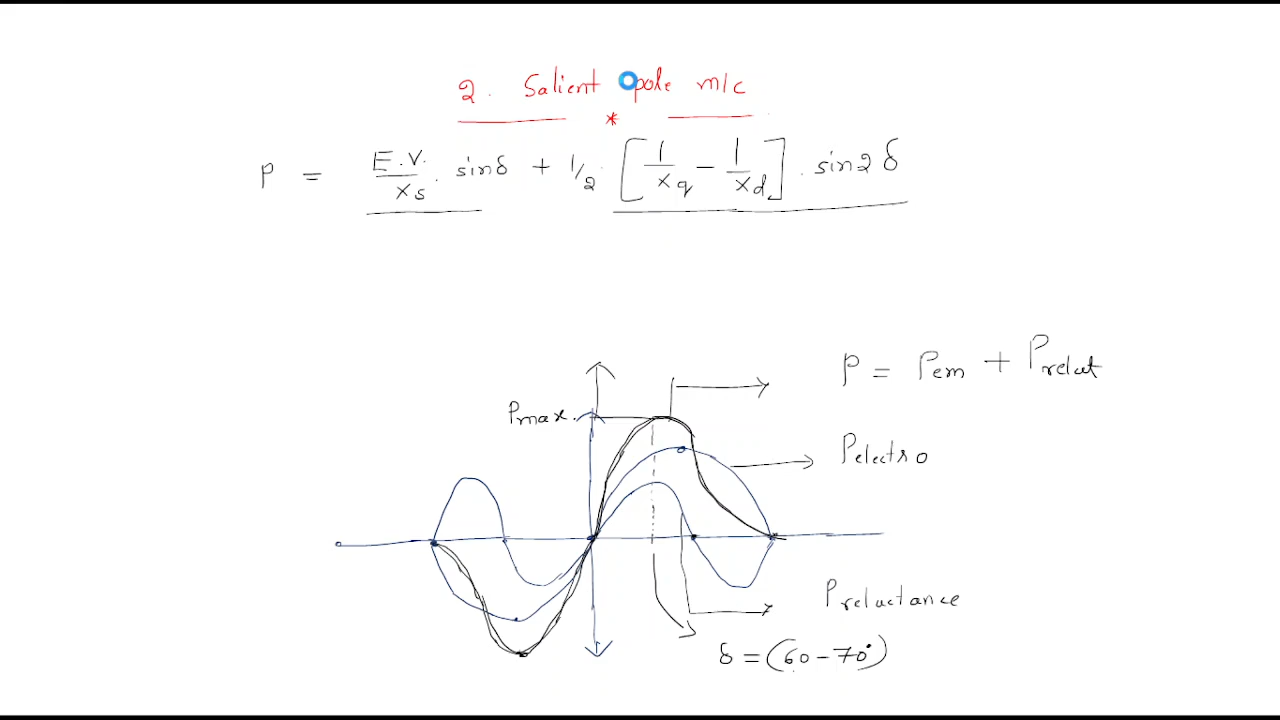 2. Salient pole m/c
*
P = E.V./xs . sinδ + 1/2 . [1/xq - 1/xd] . sin2δ
P = Pem + Prelut
Pmax.
Pelectro
Preluctance
δ = (60-70°)